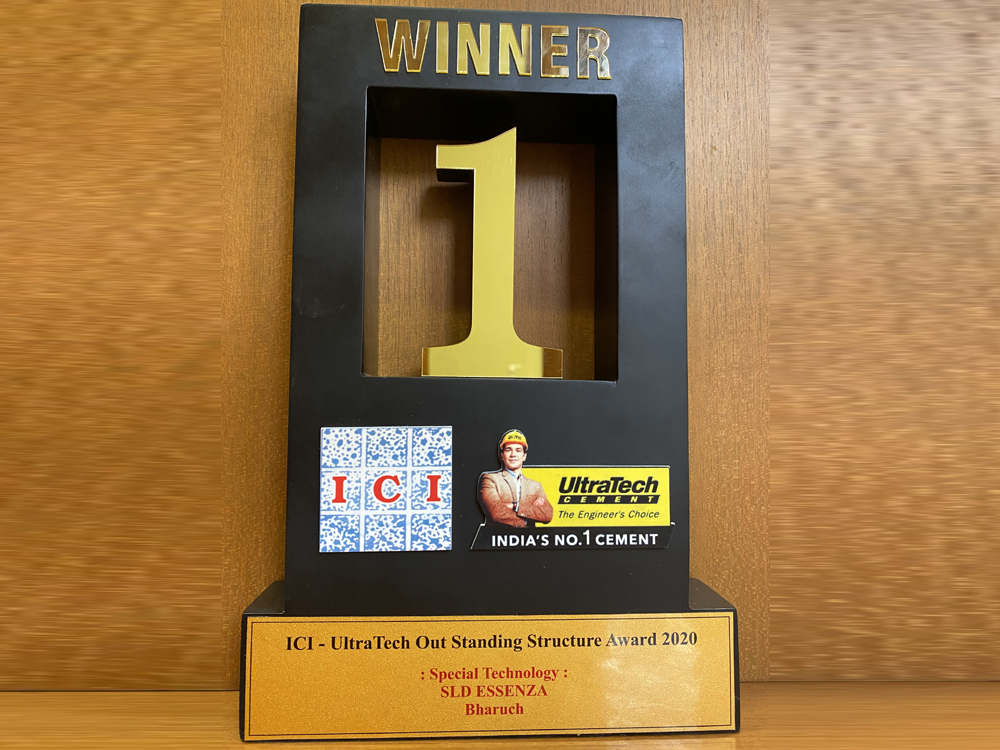 WINNER
1
ICI
UltraTech
CEMENT
The Engineer's Choice
INDIA'S NO.1 CEMENT
ICI - UltraTech Out Standing Structure Award 2020
: Special Technology :
SLD ESSENZA
Bharuch